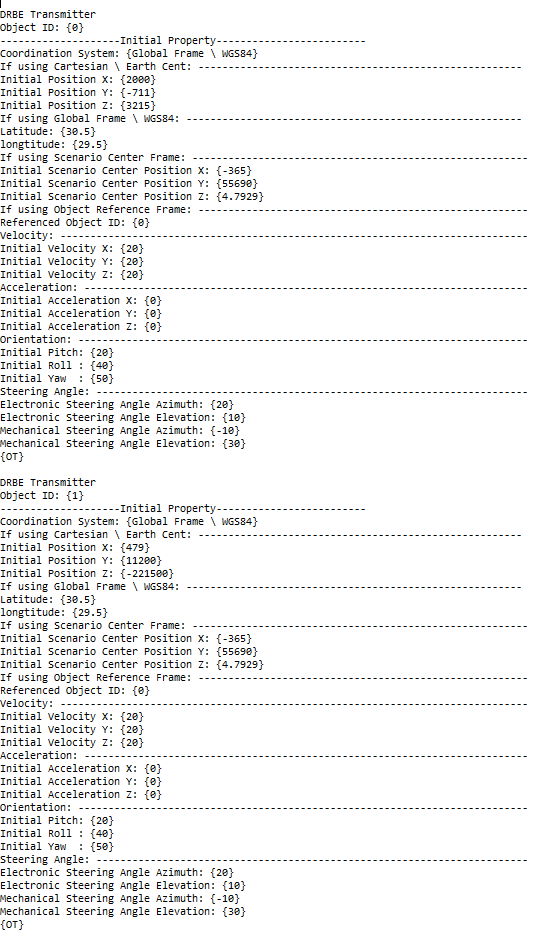 DRBE Transmitter
Object ID: {0}
--------------------Initial Property-------------------------
Coordination System: {Global Frame \ WGS84}
If using Cartesian \ Earth Cent: ------------------------------------------------------
Initial Position X: {2000}
Initial Position Y: {-711}
Initial Position Z: {3215}
If using Global Frame \ WGS84: --------------------------------------------------------
Latitude: {30.5}
longtitude: {29.5}
If using Scenario Center Frame: --------------------------------------------------------
Initial Scenario Center Position X: {-365}
Initial Scenario Center Position Y: {55690}
Initial Scenario Center Position Z: {4.7929}
If using Object Reference Frame: -------------------------------------------------------
Referenced Object ID: {0}
Velocity: ------------------------------------------------------------------------------
Initial Velocity X: {20}
Initial Velocity Y: {20}
Initial Velocity Z: {20}
Acceleration: --------------------------------------------------------------------------
Initial Acceleration X: {0}
Initial Acceleration Y: {0}
Initial Acceleration Z: {0}
Orientation: ---------------------------------------------------------------------------
Initial Pitch: {20}
Initial Roll : {40}
Initial Yaw  : {50}
Steering Angle: ------------------------------------------------------------------------
Electronic Steering Angle Azimuth: {20}
Electronic Steering Angle Elevation: {10}
Mechanical Steering Angle Azimuth: {-10}
Mechanical Steering Angle Elevation: {30}
{OT}

DRBE Transmitter
Object ID: {1}
--------------------Initial Property-------------------------
Coordination System: {Global Frame \ WGS84}
If using Cartesian \ Earth Cent: ------------------------------------------------------
Initial Position X: {479}
Initial Position Y: {11200}
Initial Position Z: {-221500}
If using Global Frame \ WGS84: --------------------------------------------------------
Latitude: {30.5}
longtitude: {29.5}
If using Scenario Center Frame: --------------------------------------------------------
Initial Scenario Center Position X: {-365}
Initial Scenario Center Position Y: {55690}
Initial Scenario Center Position Z: {4.7929}
If using Object Reference Frame: -------------------------------------------------------
Referenced Object ID: {0}
Velocity: ------------------------------------------------------------------------------
Initial Velocity X: {20}
Initial Velocity Y: {20}
Initial Velocity Z: {20}
Acceleration: --------------------------------------------------------------------------
Initial Acceleration X: {0}
Initial Acceleration Y: {0}
Initial Acceleration Z: {0}
Orientation: ---------------------------------------------------------------------------
Initial Pitch: {20}
Initial Roll : {40}
Initial Yaw  : {50}
Steering Angle: ------------------------------------------------------------------------
Electronic Steering Angle Azimuth: {20}
Electronic Steering Angle Elevation: {10}
Mechanical Steering Angle Azimuth: {-10}
Mechanical Steering Angle Elevation: {30}
{OT}